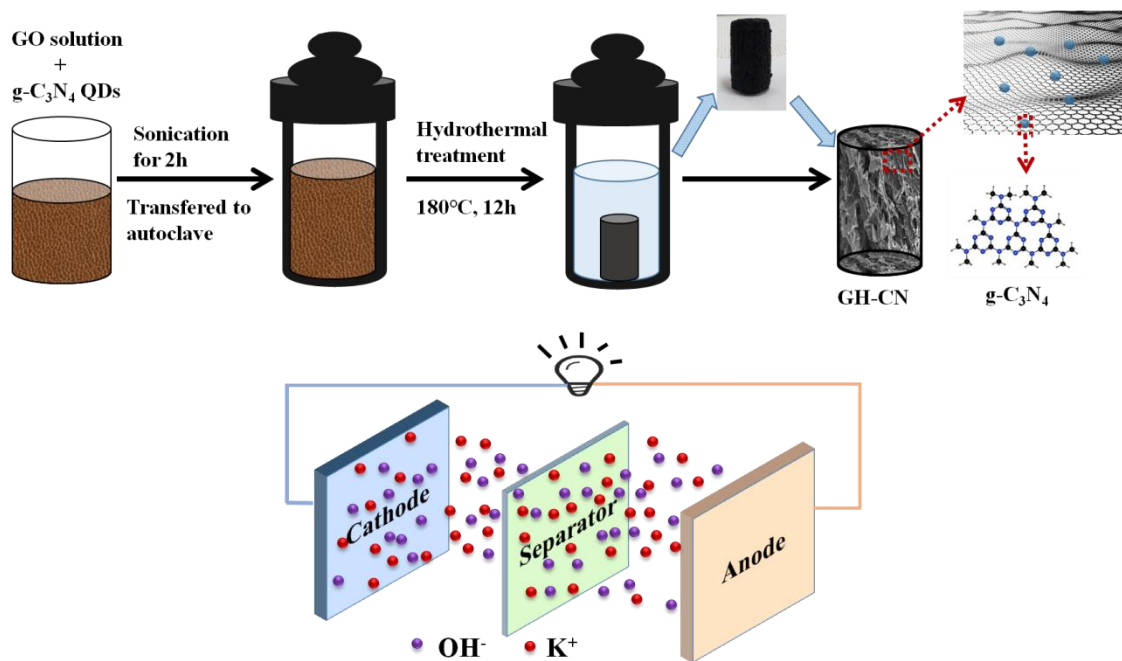 GO solution
+
g-C₃N₄ QDs
Sonication
for 2h
Transfered to
autoclave
Hydrothermal
treatment
180°C, 12h
GH-CN
g-C₃N₄
Cathode
Separator
Anode
OH⁻
K⁺